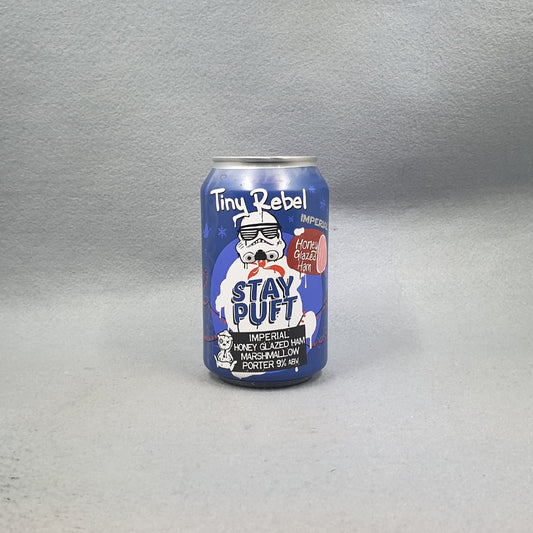 Tiny Rebel
IMPERIAL
Honey
Glazed
Ham
STAY
PUFT
IMPERIAL
HONEY GLAZED HAM
MARSHMALLOW
PORTER 9% ABV